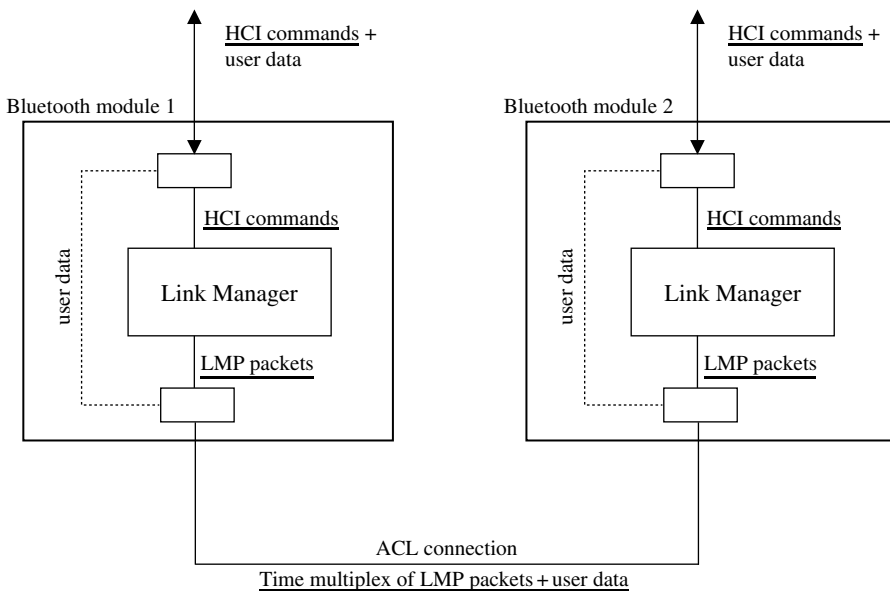 HCI commands +
user data
HCI commands +
user data
Bluetooth module 1
Bluetooth module 2
HCI commands
HCI commands
user data
Link Manager
user data
Link Manager
LMP packets
LMP packets
ACL connection
Time multiplex of LMP packets + user data